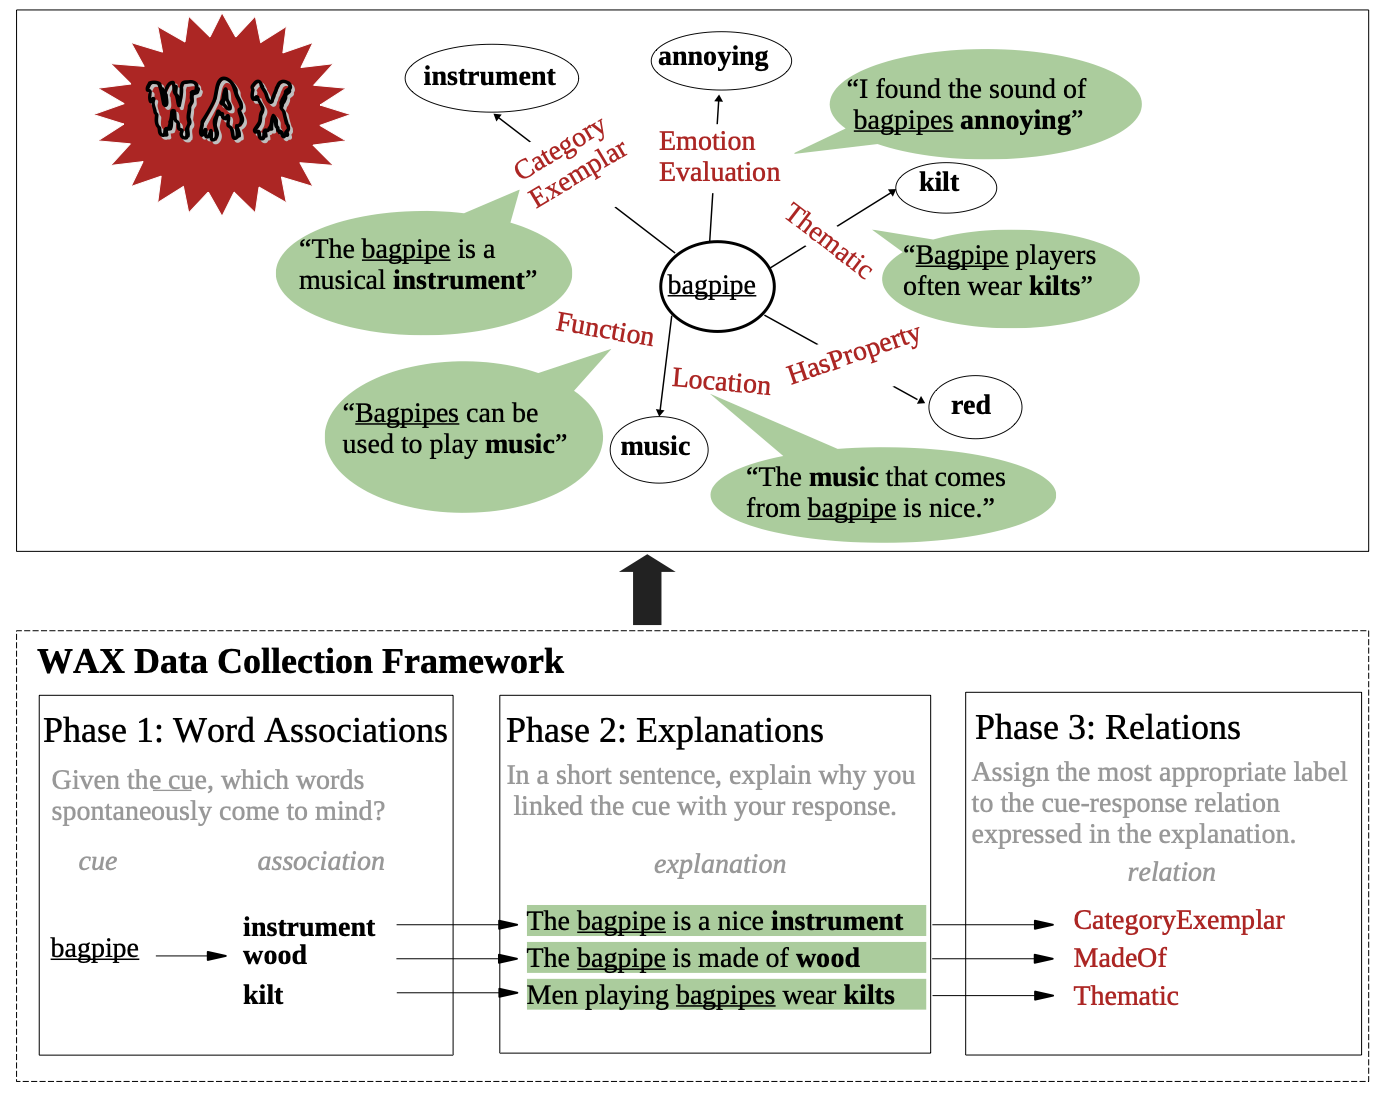 WAX
instrument
annoying
“I found the sound of
bagpipes annoying”
Category
Exemplar
Emotion
Evaluation
kilt
Thematic
“The bagpipe is a
musical instrument”
“Bagpipe players
often wear kilts”
bagpipe
Function
HasProperty
Location
“Bagpipes can be
used to play music”
red
music
“The music that comes
from bagpipe is nice.”
WAX Data Collection Framework
Phase 1: Word Associations
Given the cue, which words
spontaneously come to mind?
cue association
bagpipe
instrument
wood
kilt
Phase 2: Explanations
In a short sentence, explain why you
linked the cue with your response.
explanation
The bagpipe is a nice instrument
The bagpipe is made of wood
Men playing bagpipes wear kilts
Phase 3: Relations
Assign the most appropriate label
to the cue-response relation
expressed in the explanation.
relation
CategoryExemplar
MadeOf
Thematic